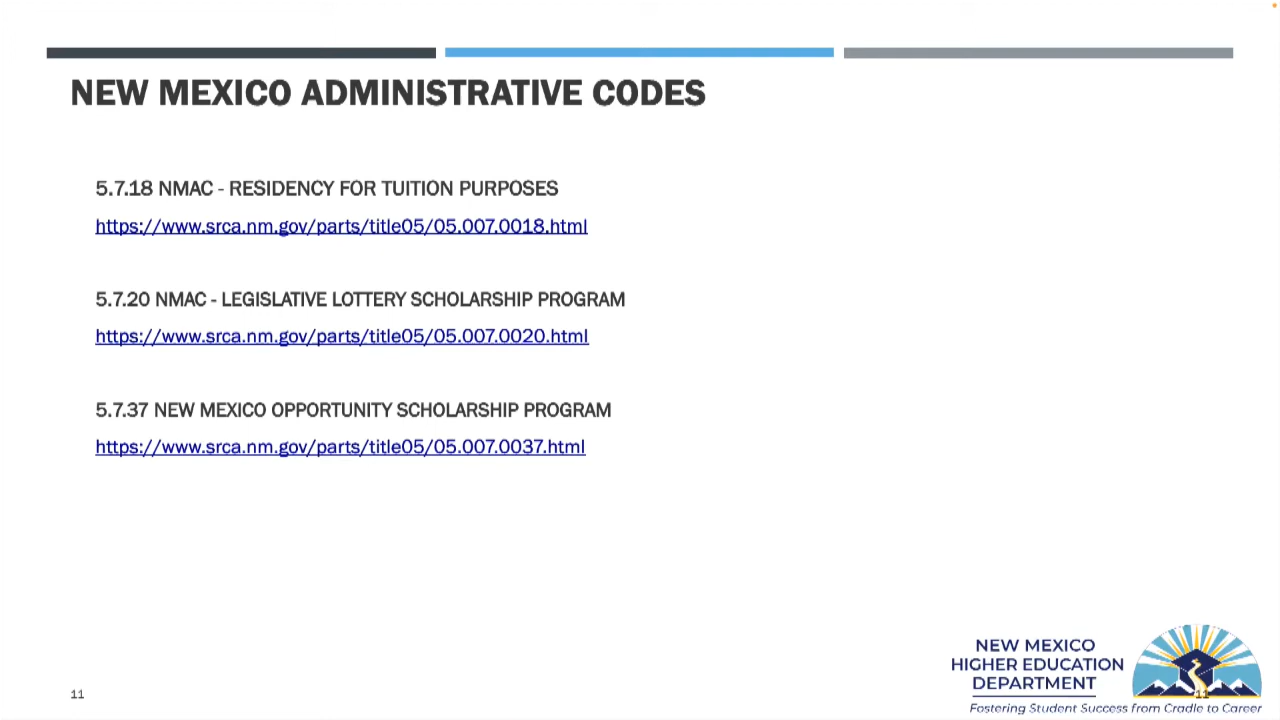 NEW MEXICO ADMINISTRATIVE CODES
5.7.18 NMAC - RESIDENCY FOR TUITION PURPOSES
https://www.srca.nm.gov/parts/title05/05.007.0018.html
5.7.20 NMAC - LEGISLATIVE LOTTERY SCHOLARSHIP PROGRAM
https://www.srca.nm.gov/parts/title05/05.007.0020.html
5.7.37 NEW MEXICO OPPORTUNITY SCHOLARSHIP PROGRAM
https://www.srca.nm.gov/parts/title05/05.007.0037.html
NEW MEXICO
HIGHER EDUCATION
DEPARTMENT
Fostering Student Success from Cradle to Career
11
11